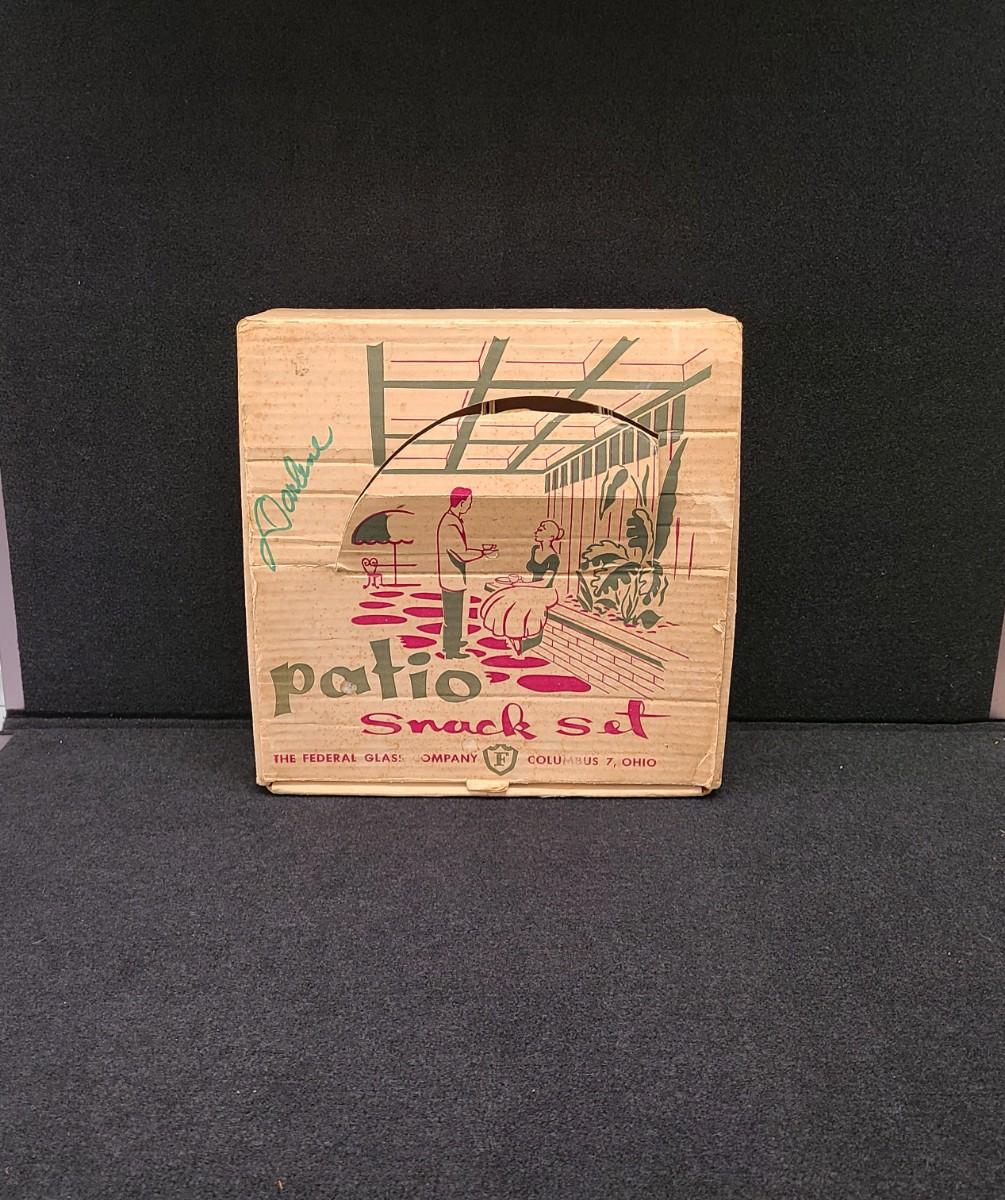 Darlene
patio
snack set
THE FEDERAL GLASS COMPANY F COLUMBUS 7, OHIO